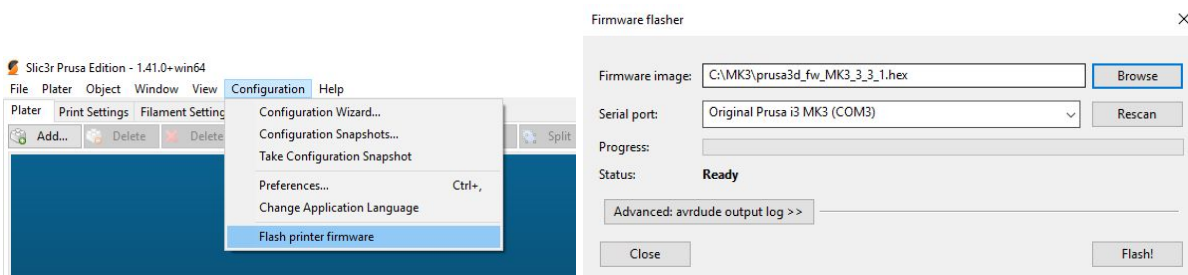 Slic3r Prusa Edition - 1.41.0+win64
File Plater Object Window View Configuration Help
Plater Print Settings Filament Setting
Add... Delete Delete Split
Configuration Wizard...
Configuration Snapshots...
Take Configuration Snapshot
Preferences... Ctrl+,
Change Application Language
Flash printer firmware
Firmware flasher
Firmware image: C:\MK3\prusa3d_fw_MK3_3_3_1.hex Browse
Serial port: Original Prusa i3 MK3 (COM3) Rescan
Progress:
Status: Ready
Advanced: avrdude output log >>
Close Flash!